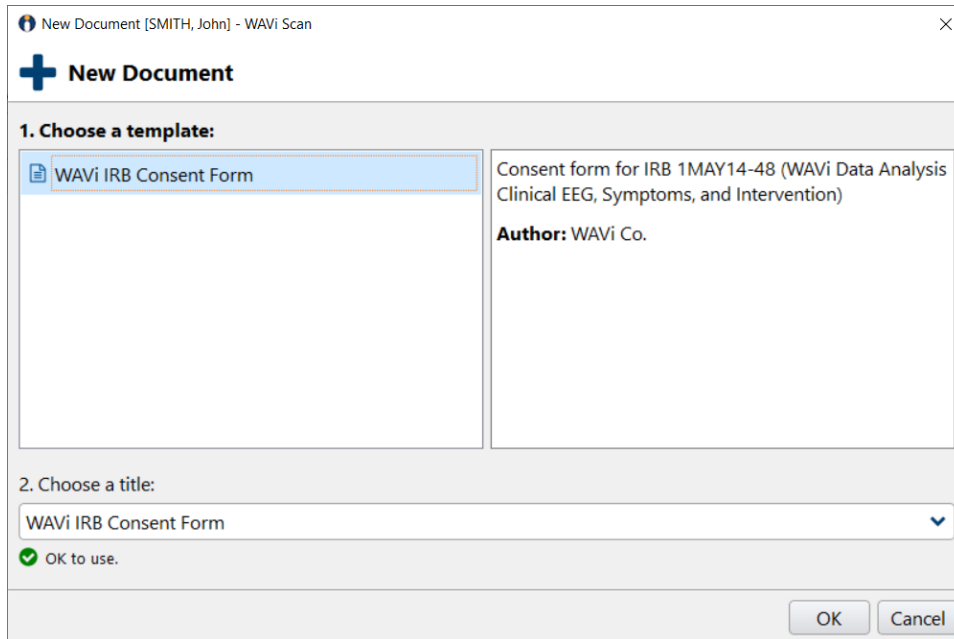 New Document [SMITH, John] - WAVi Scan
New Document
1. Choose a template:
WAVi IRB Consent Form
Consent form for IRB 1MAY14-48 (WAVi Data Analysis
Clinical EEG, Symptoms, and Intervention)
Author: WAVi Co.
2. Choose a title:
WAVi IRB Consent Form
OK to use.
OK
Cancel